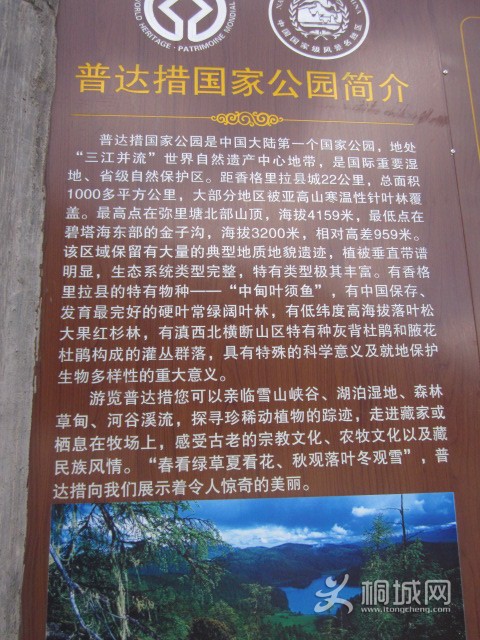 WORLD HERITAGE · PATRIMOINE MONDIAL
中国国家级风景名胜区
普达措国家公园简介
普达措国家公园是中国大陆第一个国家公园，地处
“三江并流”世界自然遗产中心地带，是国际重要湿
地、省级自然保护区。距香格里拉县城22公里，总面积
1000多平方公里，大部分地区被亚高山寒温性针叶林覆
盖。最高点在弥里塘北部山顶，海拔4159米，最低点在
碧塔海东部的金子沟，海拔3200米，相对高差959米。
该区域保留有大量的典型地质地貌遗迹，植被垂直带谱
明显，生态系统类型完整，特有类型极其丰富。有香格
里拉县的特有物种——“中甸叶须鱼”，有中国保存、
发育最完好的硬叶常绿阔叶林，有低纬度高海拔落叶松
大果红杉林，有滇西北横断山区特有种灰背杜鹃和腋花
杜鹃构成的灌丛群落，具有特殊的科学意义及就地保护
生物多样性的重大意义。
游览普达措您可以亲临雪山峡谷、湖泊湿地、森林
草甸、河谷溪流，探寻珍稀动植物的踪迹，走进藏家或
栖息在牧场上，感受古老的宗教文化、农牧文化以及藏
民族风情。“春看绿草夏看花、秋观落叶冬观雪”，普
达措向我们展示着令人惊奇的美丽。
桐城网
www.itongcheng.com